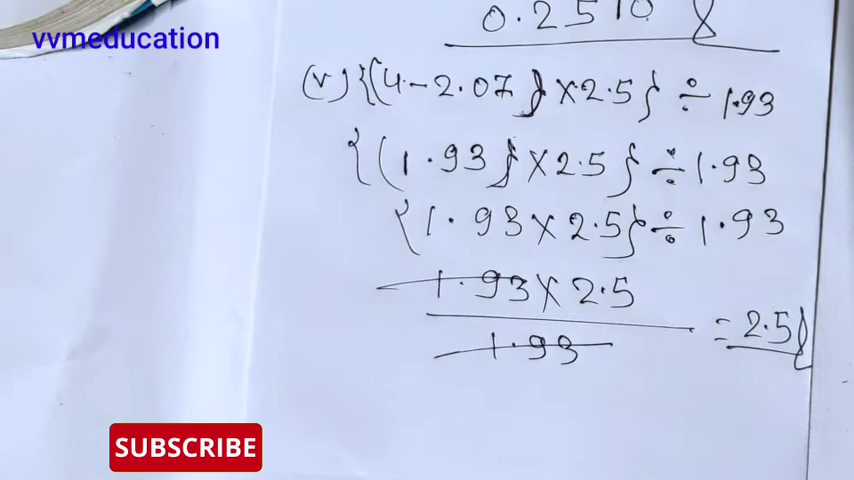 0.2510
vvmeducation
(v) {(4-2.07) × 2.5} ÷ 1.93
{(1.93) × 2.5} ÷ 1.93
{1.93 × 2.5} ÷ 1.93
1.93 × 2.5
1.93
= 2.5
SUBSCRIBE